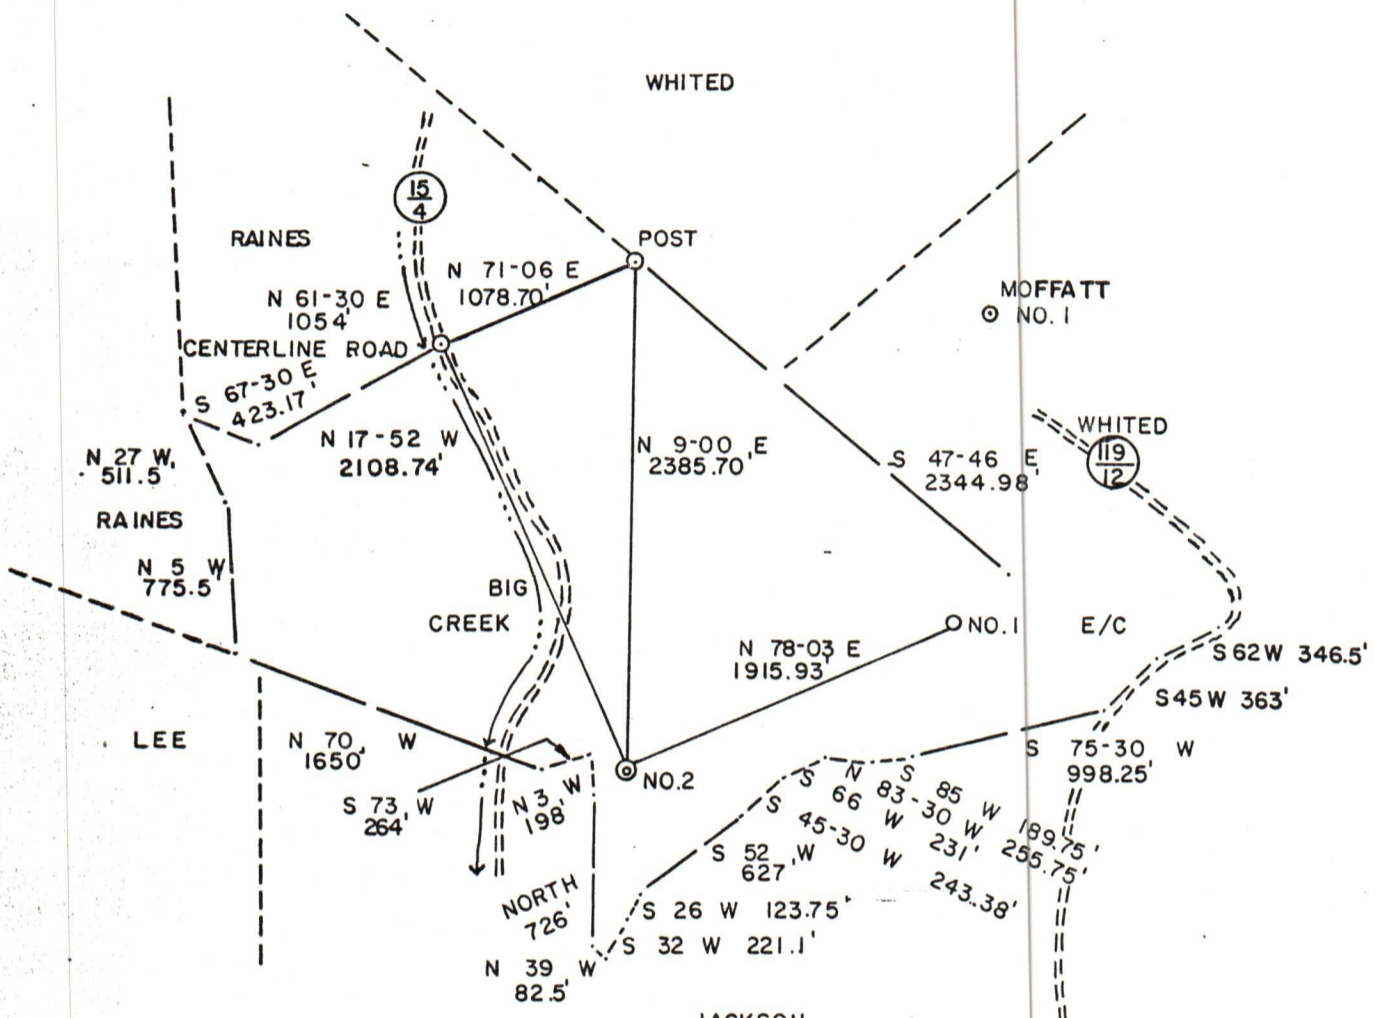 WHITED
15
4
RAINES
POST
N 71-06 E
1078.70'
N 61-30 E
1054'
MOFFATT
NO. 1
CENTERLINE ROAD
S 67-30 E
423.17'
WHITED
119
12
N 17-52 W
2108.74'
N 9-00 E
2385.70'
S 47-46 E
2344.98'
N 27 W
511.5'
RAINES
N 5 W
775.5'
BIG
CREEK
NO. 1
E/C
N 78-03 E
1915.93'
S 62 W 346.5'
S 45 W 363'
LEE
N 70 W
1650'
S 75-30 W
998.25'
NO. 2
S 73 W
264'
N 3 W
198'
S 85 W 189.75'
N 83-30 W 255.75'
S 66 W 231'
S 45-30 W 243.38'
S 52 W
627'
NORTH
726'
S 26 W 123.75'
S 32 W 221.1'
N 39 W
82.5'
JACKSON